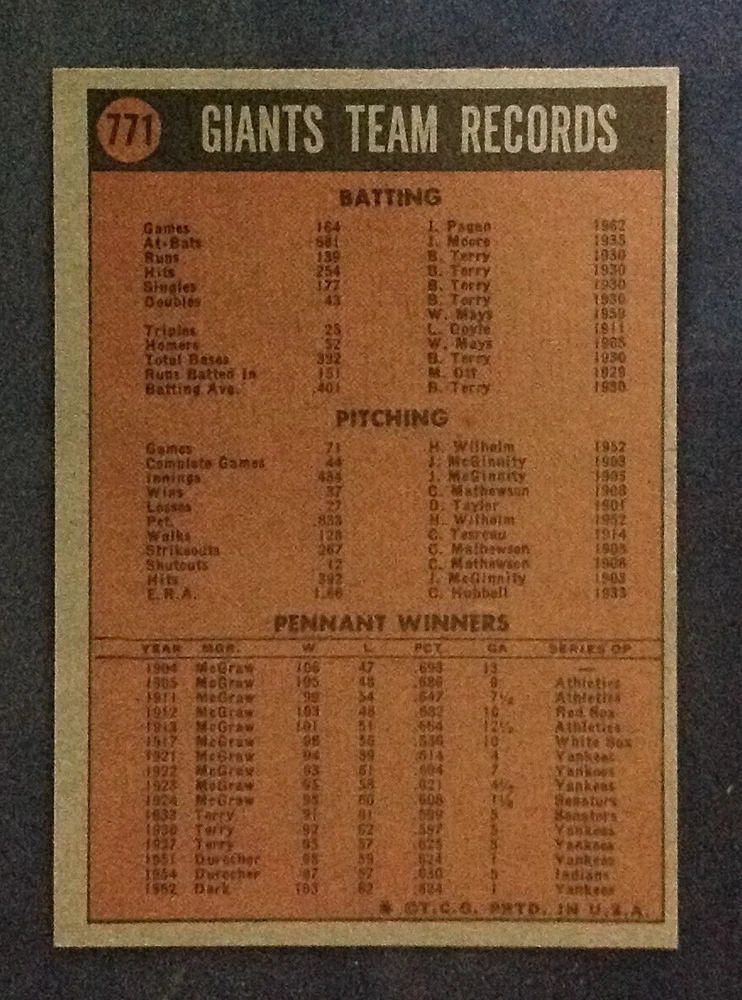 771 GIANTS TEAM RECORDS
BATTING
Games 164 J. Pagan 1962
At-Bats 681 J. Moore 1935
Runs 139 B. Terry 1930
Hits 254 B. Terry 1930
Singles 177 B. Terry 1930
Doubles 43 B. Terry 1930
W. Mays 1959
Triples 25 L. Doyle 1911
Homers 52 W. Mays 1965
Total Bases 392 B. Terry 1930
Runs Batted In 151 M. Ott 1929
Batting Ave. .401 B. Terry 1930
PITCHING
Games 71 H. Wilhelm 1952
Complete Games 44 J. McGinnity 1903
Innings 434 J. McGinnity 1903
Wins 37 C. Mathewson 1908
Losses 27 D. Taylor 1901
Pct. .833 H. Wilhelm 1952
Walks 128 C. Tesreau 1914
Strikeouts 267 C. Mathewson 1903
Shutouts 12 C. Mathewson 1908
Hits 392 J. McGinnity 1903
E.R.A. 1.66 C. Hubbell 1933
PENNANT WINNERS
YEAR MGR. W L PCT GA SERIES OP
1904 McGraw 106 47 .693 13 —
1905 McGraw 105 48 .686 9 Athletics
1911 McGraw 99 54 .647 7½ Athletics
1912 McGraw 103 48 .682 10 Red Sox
1913 McGraw 101 51 .664 12½ Athletics
1917 McGraw 98 56 .636 10 White Sox
1921 McGraw 94 59 .614 4 Yankees
1922 McGraw 93 61 .604 7 Yankees
1923 McGraw 95 58 .621 4½ Yankees
1924 McGraw 93 60 .608 1½ Senators
1933 Terry 91 61 .599 5 Senators
1936 Terry 92 62 .597 5 Yankees
1937 Terry 95 57 .625 3 Yankees
1951 Durocher 98 59 .624 1 Yankees
1954 Durocher 97 57 .630 5 Indians
1962 Dark 103 62 .624 1 Yankees
* ©T.C.G. PRTD. IN U.S.A.